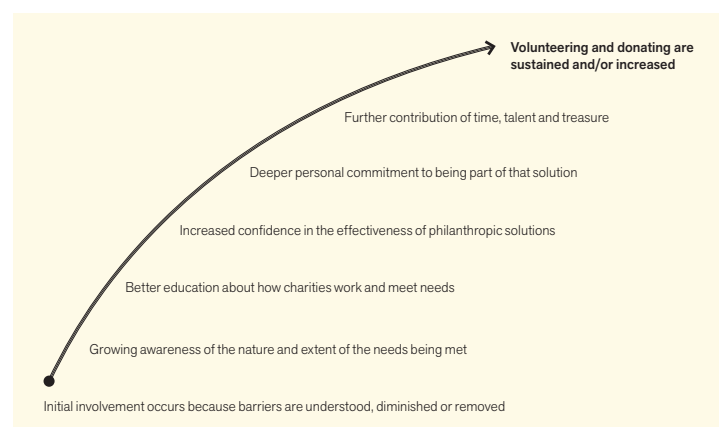 Volunteering and donating are
sustained and/or increased
Further contribution of time, talent and treasure
Deeper personal commitment to being part of that solution
Increased confidence in the effectiveness of philanthropic solutions
Better education about how charities work and meet needs
Growing awareness of the nature and extent of the needs being met
Initial involvement occurs because barriers are understood, diminished or removed